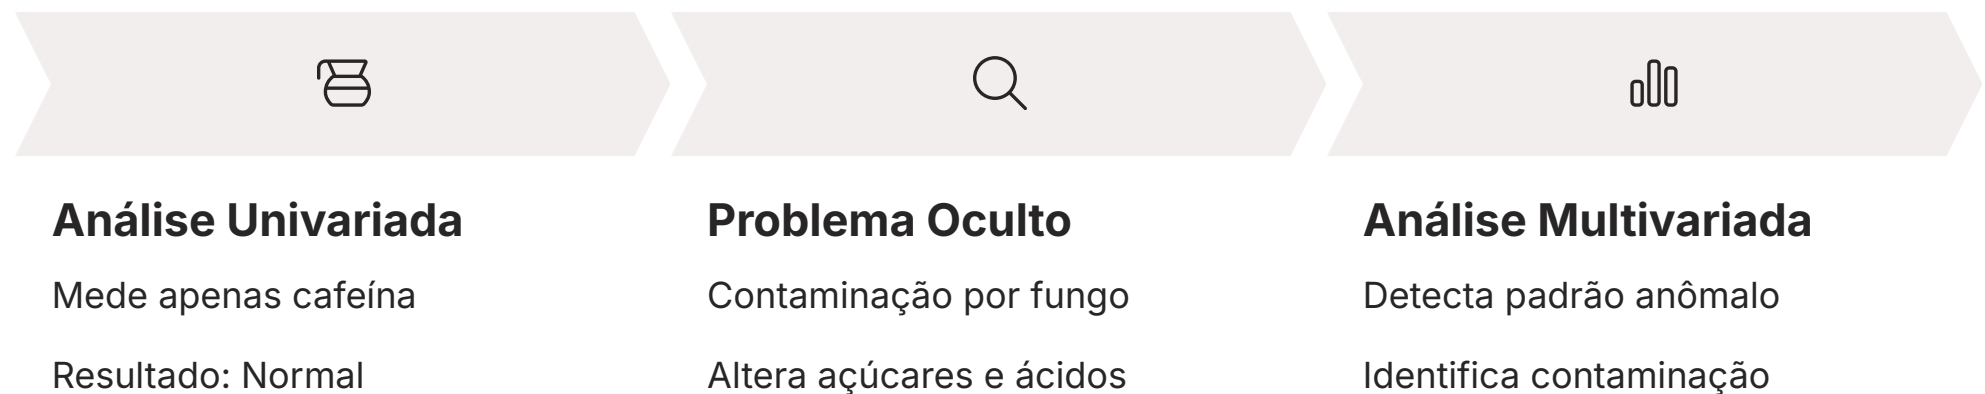 Análise Univariada
Mede apenas cafeína
Resultado: Normal
Problema Oculto
Contaminação por fungo
Altera açúcares e ácidos
Análise Multivariada
Detecta padrão anômalo
Identifica contaminação